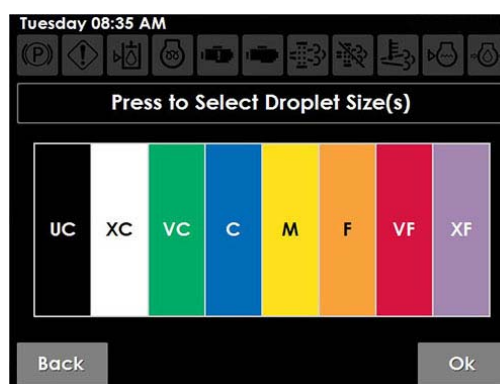 Tuesday 08:35 AM
(P)
Press to Select Droplet Size(s)
UC XC VC C M F VF XF
Back Ok